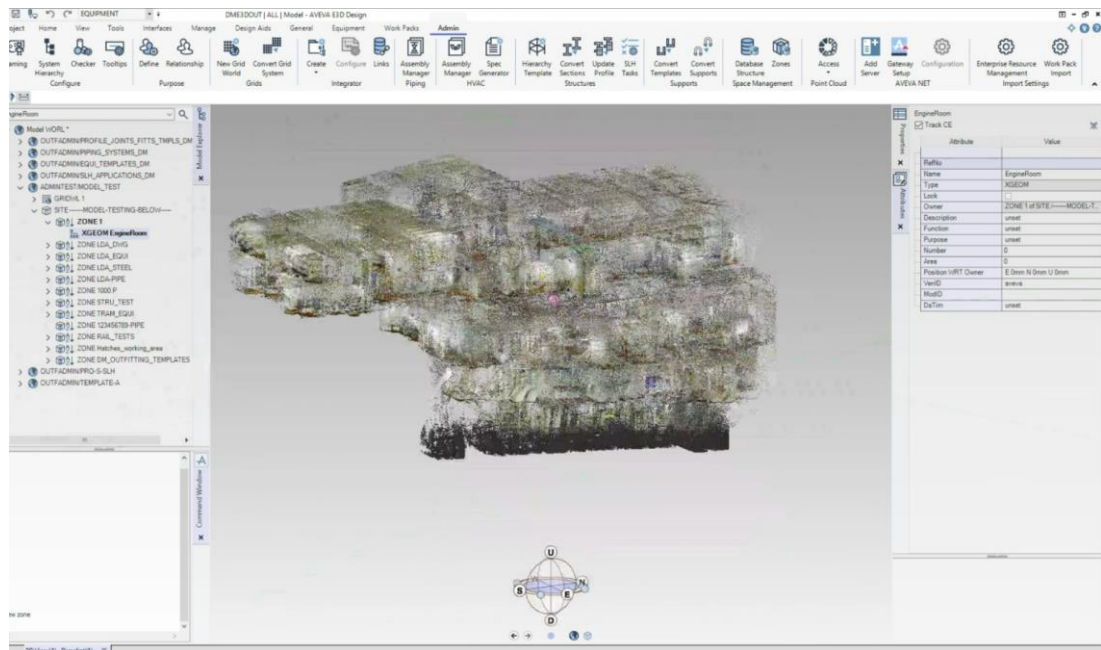 EQUIPMENT
DME3DOUT | ALL | Model - AVEVA E3D Design
Home View Tools Interfaces Manage Design Aids General Equipment Work Packs Admin
System Hierarchy Checker Tooltips Define Relationship New Grid World Convert Grid System Create Configure Links Assembly Manager Assembly Manager Spec Generator Hierarchy Template Convert Sections Update Profile SLH Tasks Convert Templates Convert Supports Database Structure Zones Access Add Server Gateway Setup Configuration Enterprise Resource Management Work Pack Import
Configure Purpose Grids Integrator Piping HVAC Structures Supports Space Management Point Cloud AVEVA NET Import Settings
Model WORL *
OUTFADMIN/PROFILE_JOINTS_FITTS_TMPLS_DM
OUTFADMIN/PIPING_SYSTEMS_DM
OUTFADMIN/EQUI_TEMPLATES_DM
OUTFADMIN/SLH_APPLICATIONS_DM
ADMINTEST/MODEL_TEST
GRIDWL 1
SITE -----MODEL-TESTING-BELOW----
ZONE 1
XGEOM EngineRoom
ZONE LDA_DWG
ZONE LDA_EQUI
ZONE LDA_STEEL
ZONE LDA-PIPE
ZONE 1000.P
ZONE STRU_TEST
ZONE TRAM_EQUI
ZONE 123456789-PIPE
ZONE RAIL_TESTS
ZONE Hatches_working_area
ZONE DM_OUTFITTING_TEMPLATES
OUTFADMIN/PRO-S-SLH
OUTFADMIN/TEMPLATE-A
Model Explorer
Command Window
U
S
N
E
D
Properties
Attributes
EngineRoom
Track CE
Attribute Value
RefNo
Name EngineRoom
Type XGEOM
Lock
Owner ZONE 1 of SITE /------MODEL-T...
Description unset
Function unset
Purpose unset
Number 0
Area 0
Position WRT Owner E 0mm N 0mm U 0mm
VerID aveva
ModID
DaTim unset